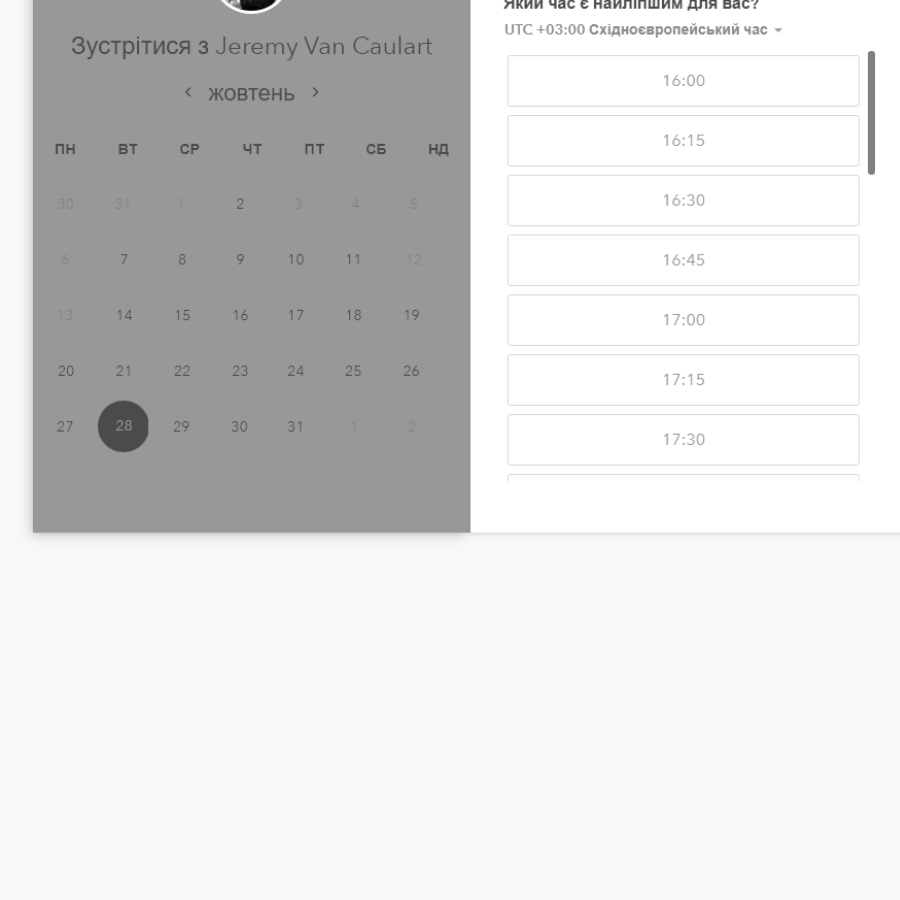 Зустрітися з Jeremy Van Caulart
‹ жовтень ›
ПН ВТ СР ЧТ ПТ СБ НД
30 31 1 2 3 4 5
6 7 8 9 10 11 12
13 14 15 16 17 18 19
20 21 22 23 24 25 26
27 28 29 30 31 1 2
Який час є найліпшим для вас?
UTC +03:00 Східноєвропейський час
16:00
16:15
16:30
16:45
17:00
17:15
17:30